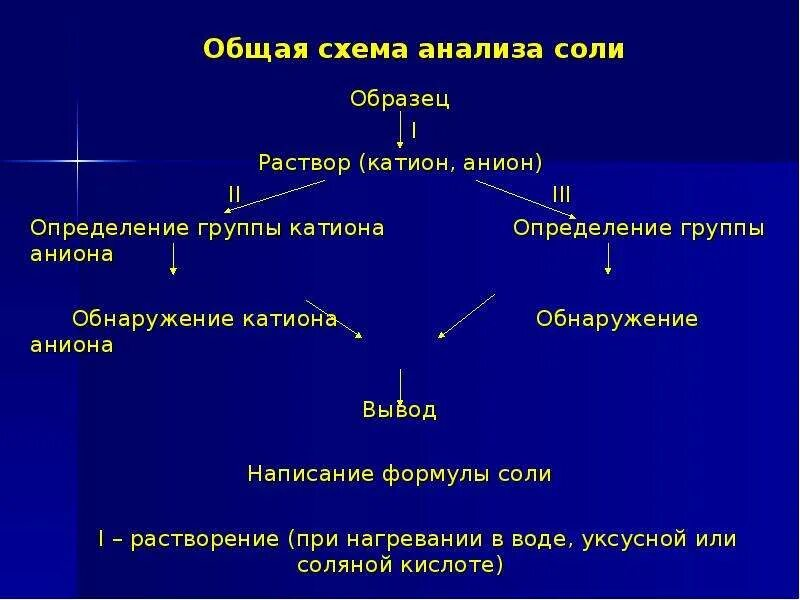 Общая схема анализа соли
Образец
I
Раствор (катион, анион)
II III
Определение группы катиона Определение группы
аниона
Обнаружение катиона Обнаружение
аниона
Вывод
Написание формулы соли
I – растворение (при нагревании в воде, уксусной или
соляной кислоте)